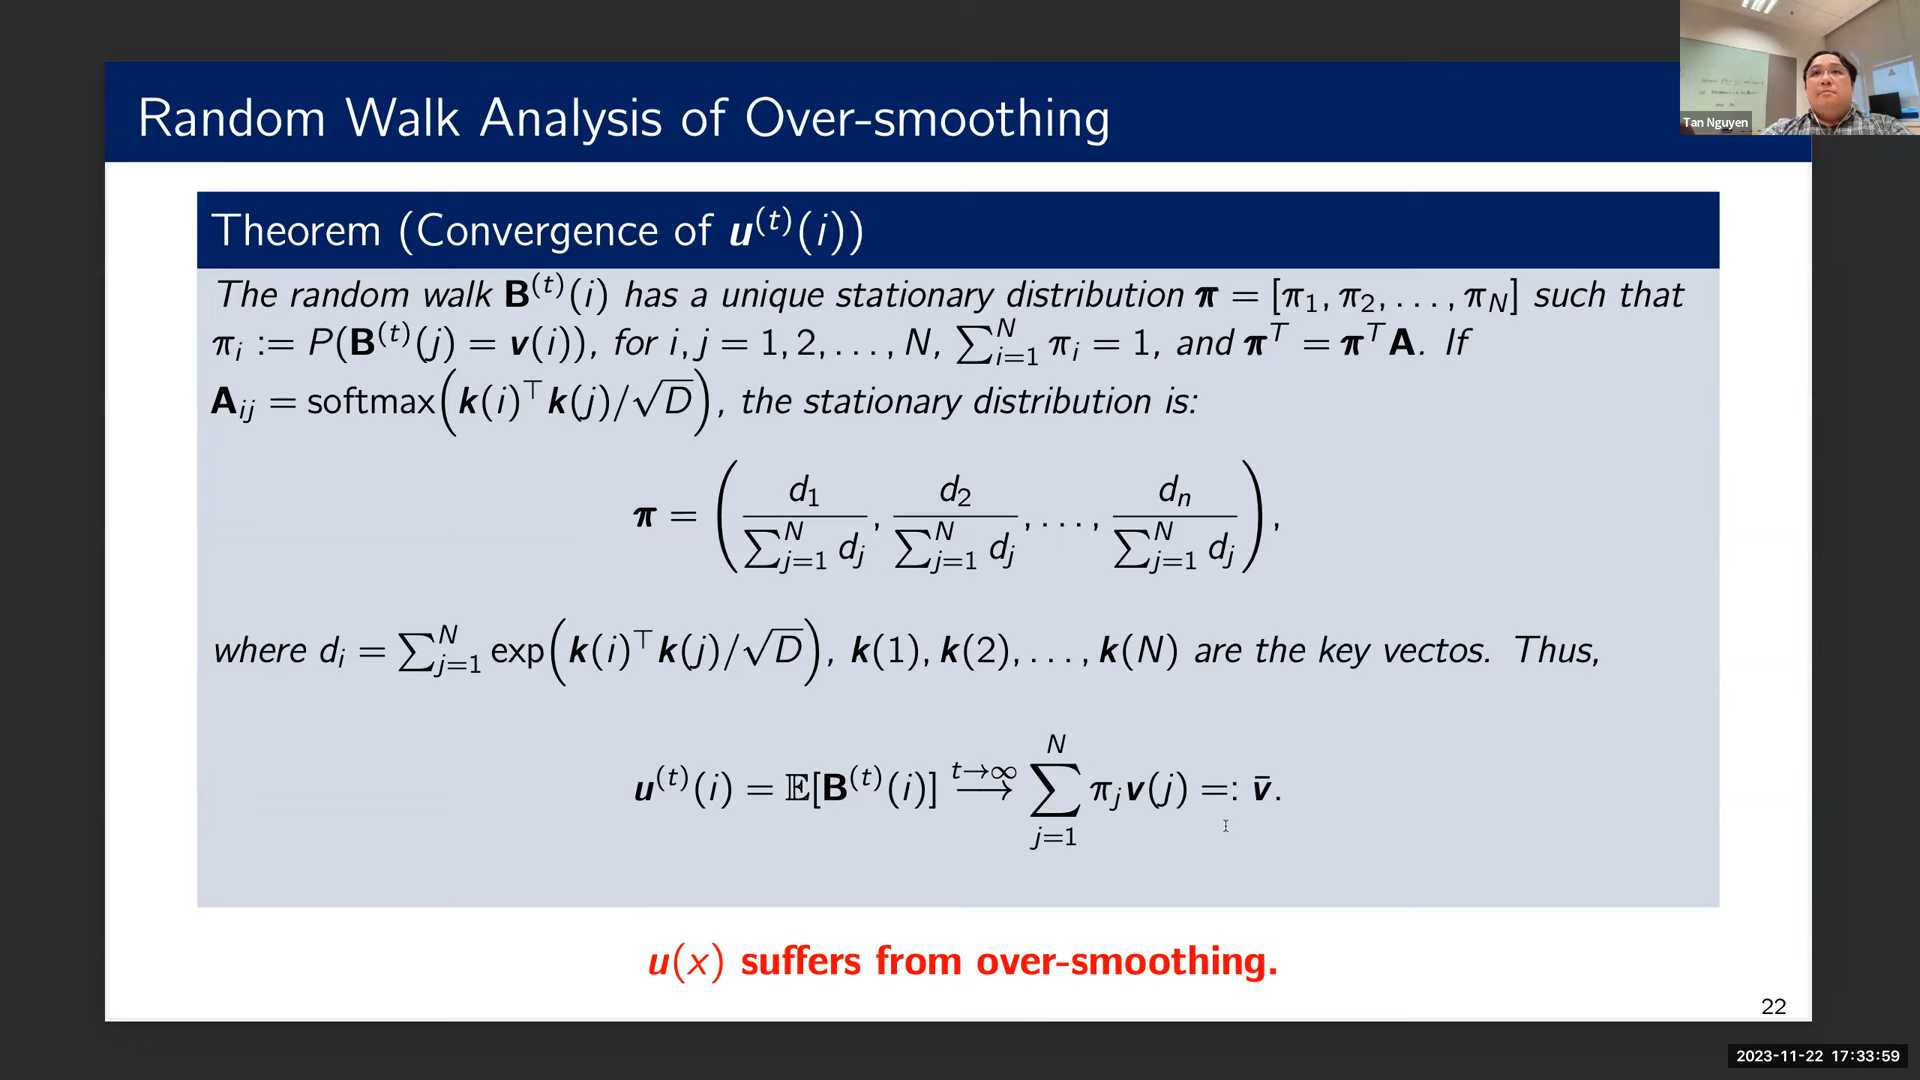 Random Walk Analysis of Over-smoothing
Tan Nguyen
Theorem (Convergence of u^(t)(i))
The random walk B^(t)(i) has a unique stationary distribution π = [π_1, π_2, . . . , π_N] such that
π_i := P(B^(t)(j) = v(i)), for i, j = 1, 2, . . . , N, ∑_{i=1}^N π_i = 1, and π^T = π^T A. If
A_ij = softmax(k(i)^⊤ k(j)/√D), the stationary distribution is:
π = (d_1 / ∑_{j=1}^N d_j, d_2 / ∑_{j=1}^N d_j, . . . , d_n / ∑_{j=1}^N d_j),
where d_i = ∑_{j=1}^N exp(k(i)^⊤ k(j)/√D), k(1), k(2), . . . , k(N) are the key vectos. Thus,
u^(t)(i) = 𝔼[B^(t)(i)] ⟶^{t→∞} ∑_{j=1}^N π_j v(j) =: v̄.
u(x) suffers from over-smoothing.
22
2023-11-22 17:33:59